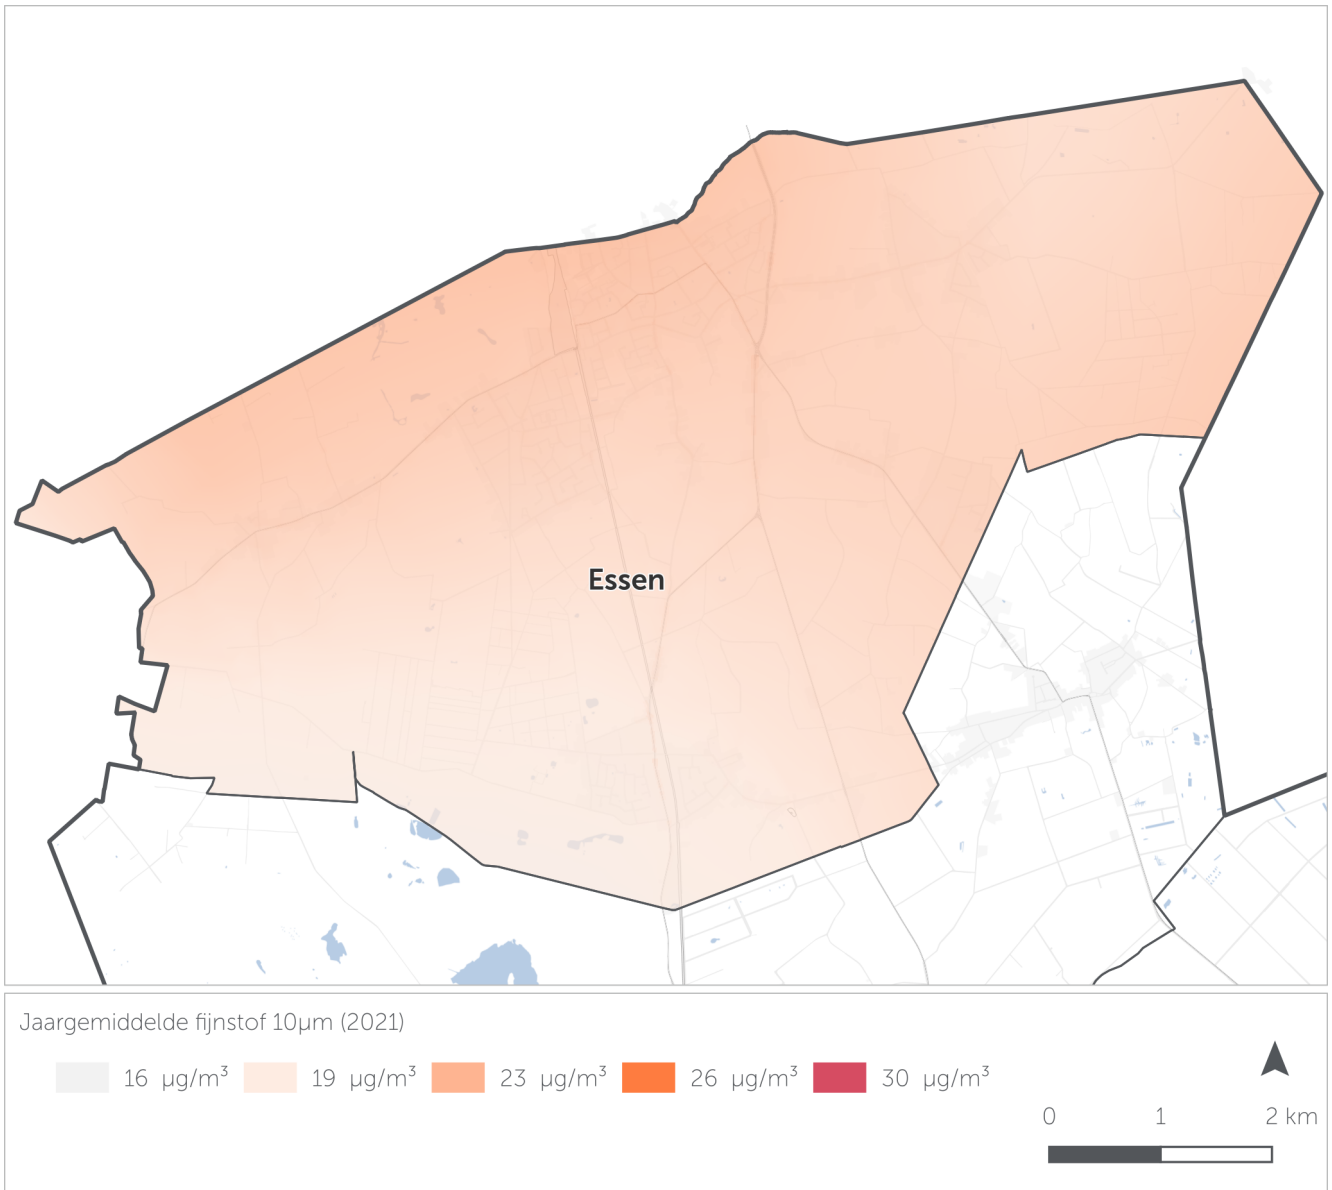 Essen
Jaargemiddelde fijnstof 10µm (2021)
16 µg/m³ 19 µg/m³ 23 µg/m³ 26 µg/m³ 30 µg/m³
0 1 2 km